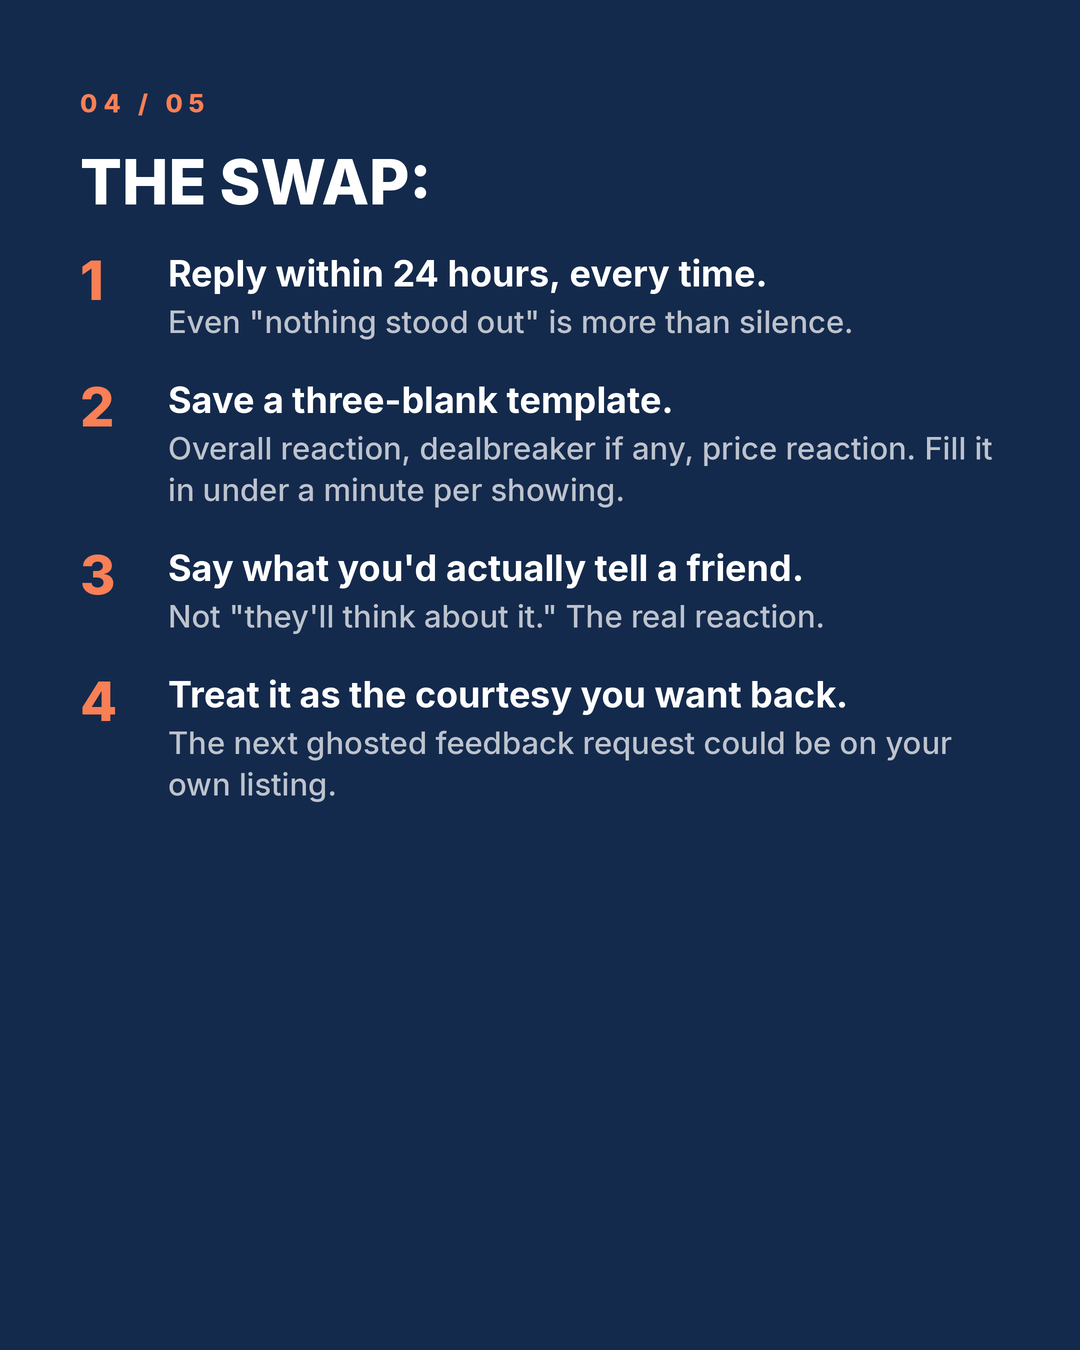 04 / 05
THE SWAP:
1
Reply within 24 hours, every time.
Even "nothing stood out" is more than silence.
2
Save a three-blank template.
Overall reaction, dealbreaker if any, price reaction. Fill it
in under a minute per showing.
3
Say what you'd actually tell a friend.
Not "they'll think about it." The real reaction.
4
Treat it as the courtesy you want back.
The next ghosted feedback request could be on your
own listing.